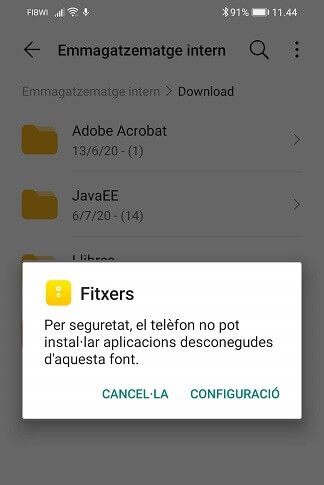 FIBWI 91% 11.44
Emmagatzematge intern
Emmagatzematge intern > Download
Adobe Acrobat
13/6/20 - (1)
JavaEE
6/7/20 - (14)
Llibres
Fitxers
Per seguretat, el telèfon no pot
instal·lar aplicacions desconegudes
d'aquesta font.
CANCEL·LA CONFIGURACIÓ